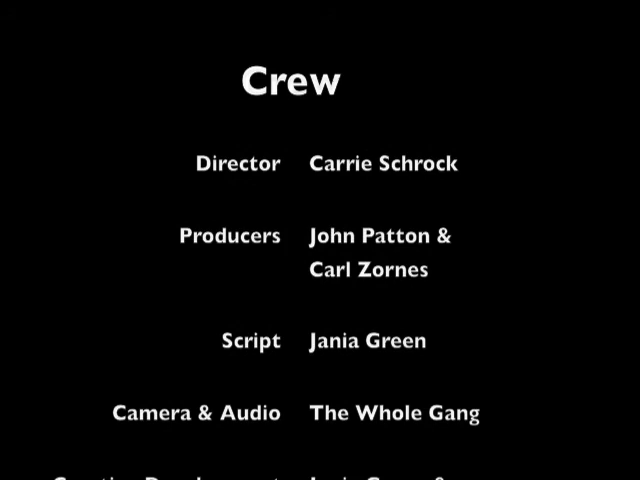 Crew
Director Carrie Schrock
Producers John Patton &
Carl Zornes
Script Jania Green
Camera & Audio The Whole Gang